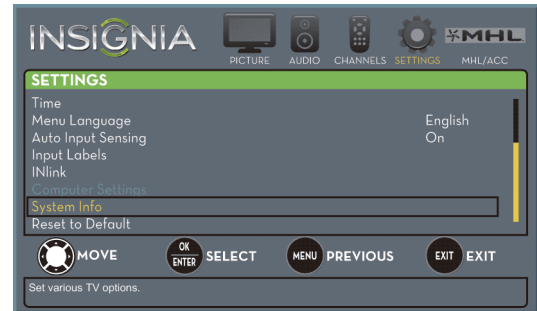 INSIGNIA
PICTURE AUDIO CHANNELS SETTINGS MHL MHL/ACC
SETTINGS
Time
Menu Language English
Auto Input Sensing On
Input Labels
INlink
Computer Settings
System Info
Reset to Default
MOVE OK ENTER SELECT MENU PREVIOUS EXIT EXIT
Set various TV options.